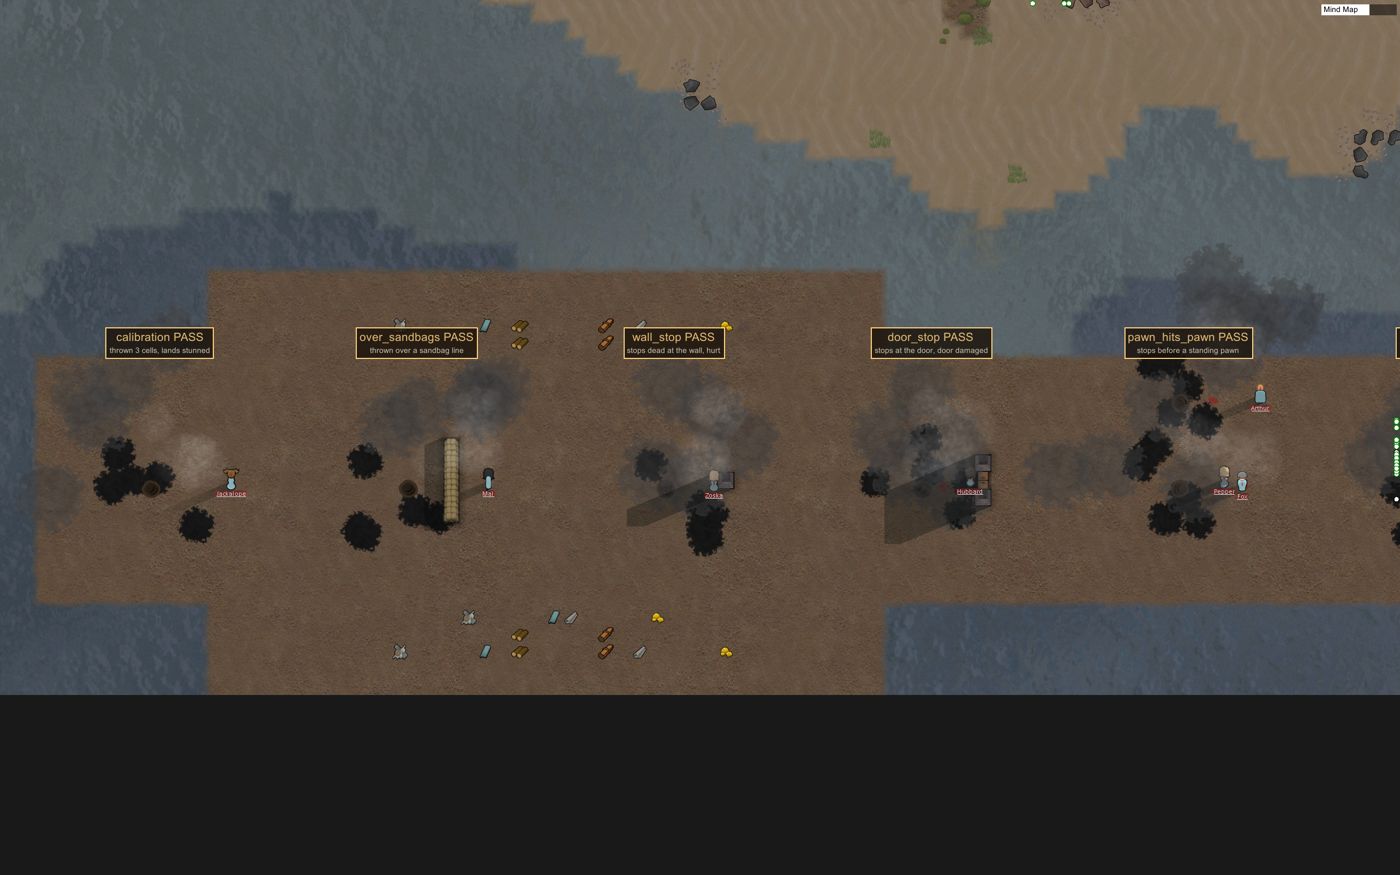 Mind Map
calibration PASS
thrown 3 cells, lands stunned
over_sandbags PASS
thrown over a sandbag line
wall_stop PASS
stops dead at the wall, hurt
door_stop PASS
stops at the door, door damaged
pawn_hits_pawn PASS
stops before a standing pawn
Arthur
Jackalope
Mal
Zoska
Hubbard
Pepper
Fox